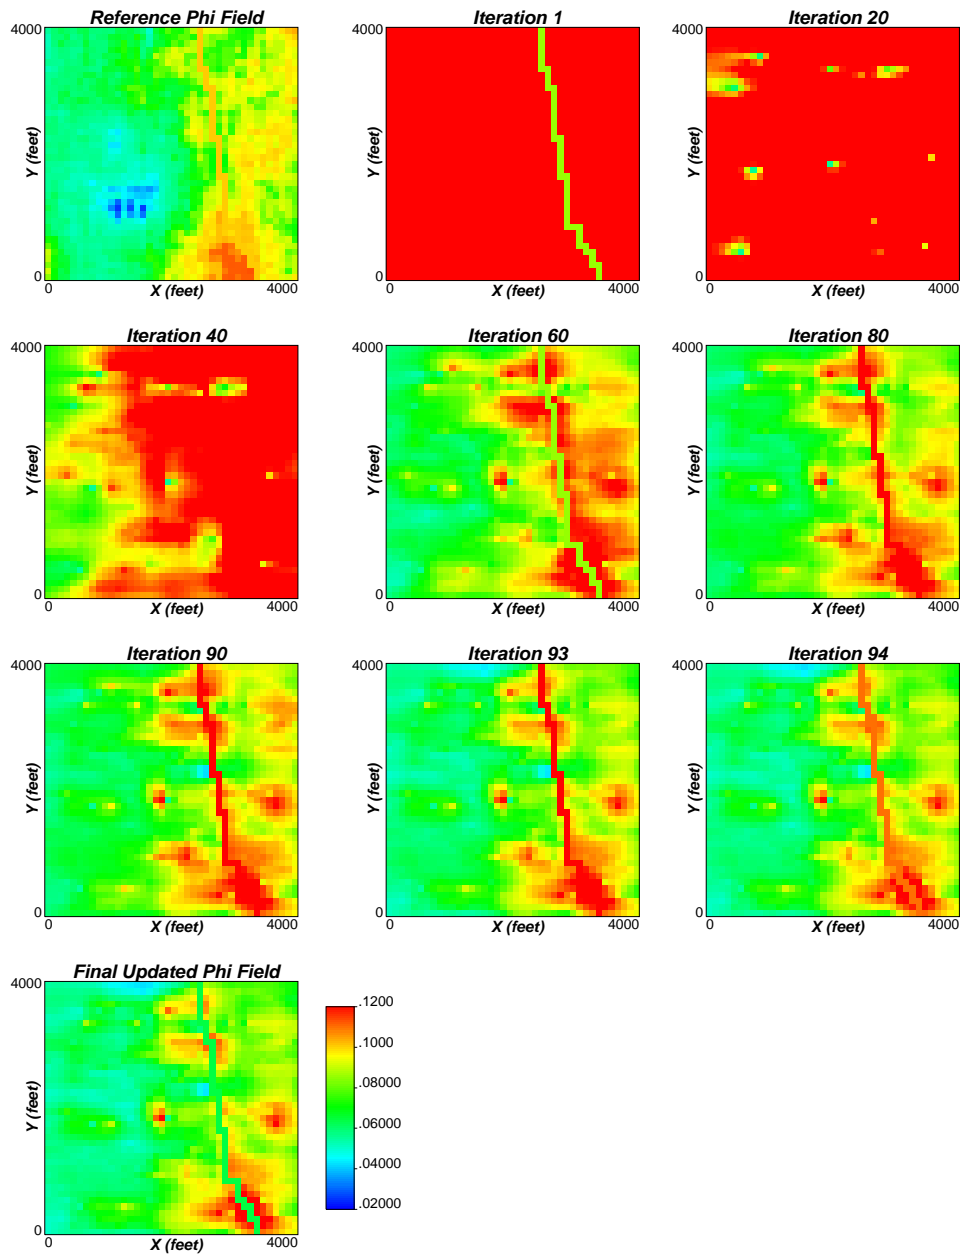 Reference Phi Field
4000
Y (feet)
0
0
X (feet)
4000
Iteration 1
4000
Y (feet)
0
0
X (feet)
4000
Iteration 20
4000
Y (feet)
0
0
X (feet)
4000
Iteration 40
4000
Y (feet)
0
0
X (feet)
4000
Iteration 60
4000
Y (feet)
0
0
X (feet)
4000
Iteration 80
4000
Y (feet)
0
0
X (feet)
4000
Iteration 90
4000
Y (feet)
0
0
X (feet)
4000
Iteration 93
4000
Y (feet)
0
0
X (feet)
4000
Iteration 94
4000
Y (feet)
0
0
X (feet)
4000
Final Updated Phi Field
4000
Y (feet)
0
0
X (feet)
4000
.1200
.1000
.08000
.06000
.04000
.02000